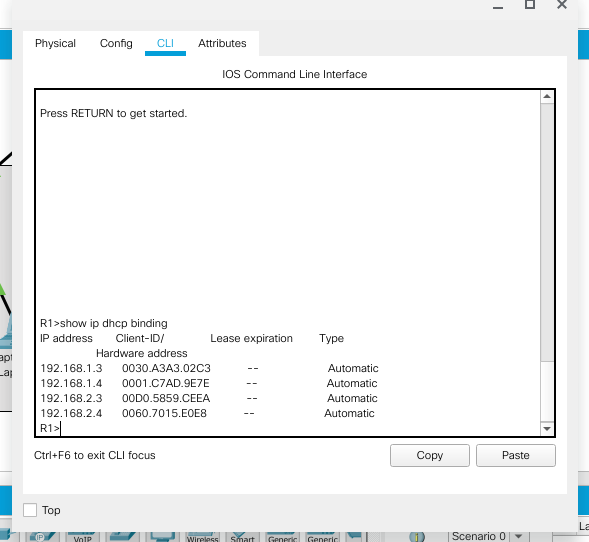 Physical Config CLI Attributes
IOS Command Line Interface
Press RETURN to get started.
R1>show ip dhcp binding
IP address Client-ID/ Lease expiration Type
Hardware address
192.168.1.3 0030.A3A3.02C3 -- Automatic
192.168.1.4 0001.C7AD.9E7E -- Automatic
192.168.2.3 00D0.5859.CEEA -- Automatic
192.168.2.4 0060.7015.E0E8 -- Automatic
R1>
Ctrl+F6 to exit CLI focus
Copy Paste
Top
IP VoIP Wireless Smart Generic Generic
Scenario 0